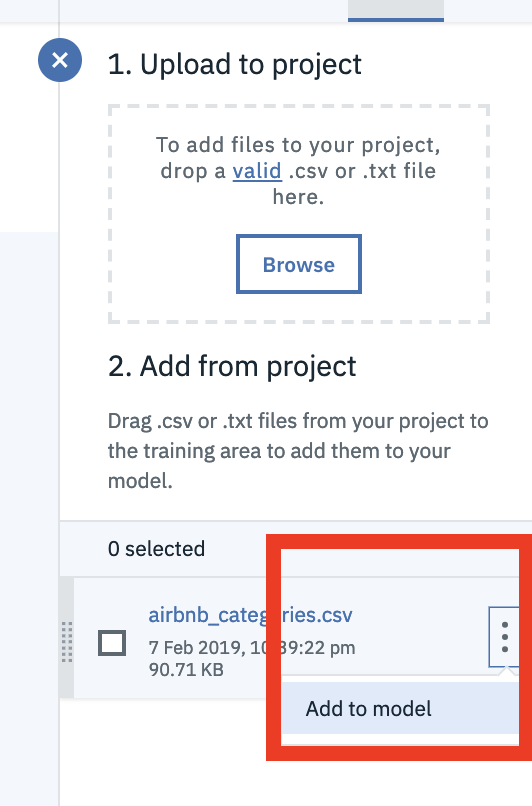 1. Upload to project
To add files to your project,
drop a valid .csv or .txt file
here.
Browse
2. Add from project
Drag .csv or .txt files from your project to
the training area to add them to your
model.
0 selected
airbnb_categories.csv
7 Feb 2019, 10:39:22 pm
90.71 KB
Add to model